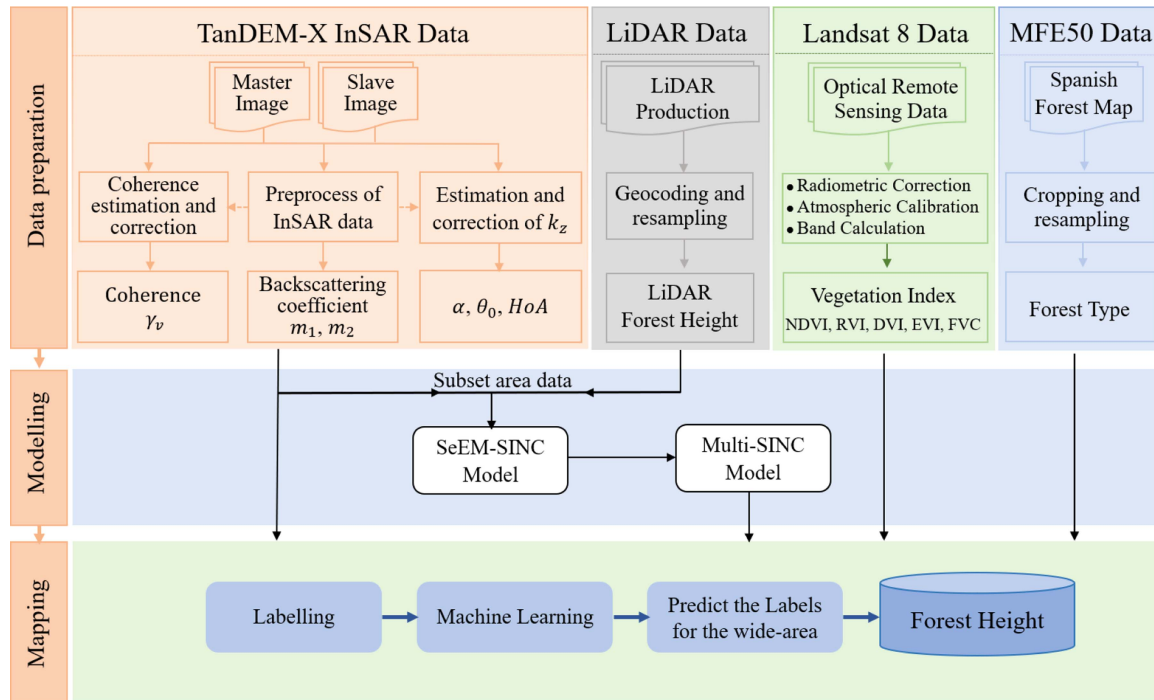 TanDEM-X InSAR Data
Master
Image
Slave
Image
Coherence
estimation and
correction
Preprocess of
InSAR data
Estimation and
correction of k_z
Coherence
γ_v
Backscattering
coefficient
m₁, m₂
α, θ₀, HoA
LiDAR Data
LiDAR
Production
Geocoding and
resampling
LiDAR
Forest Height
Landsat 8 Data
Optical Remote
Sensing Data
• Radiometric Correction
• Atmospheric Calibration
• Band Calculation
Vegetation Index
NDVI, RVI, DVI, EVI, FVC
MFE50 Data
Spanish
Forest Map
Cropping and
resampling
Forest Type
Data preparation
Modelling
Subset area data
SeEM-SINC
Model
Multi-SINC
Model
Mapping
Labelling
Machine Learning
Predict the Labels
for the wide-area
Forest Height